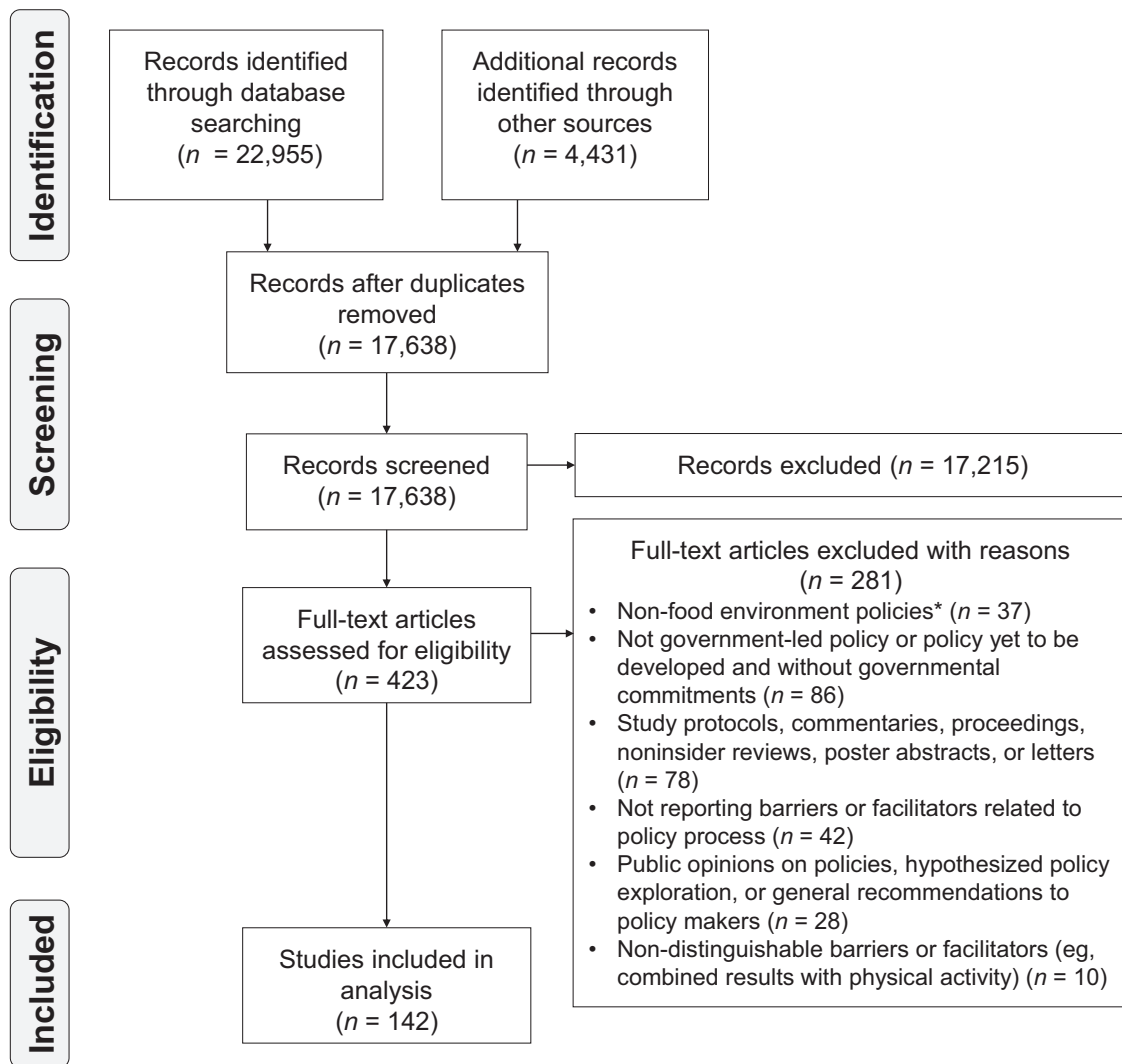 Identification
Records identified
through database
searching
(n = 22,955)
Additional records
identified through
other sources
(n = 4,431)
Records after duplicates
removed
(n = 17,638)
Screening
Records screened
(n = 17,638)
Records excluded (n = 17,215)
Eligibility
Full-text articles
assessed for eligibility
(n = 423)
Full-text articles excluded with reasons
(n = 281)
• Non-food environment policies* (n = 37)
• Not government-led policy or policy yet to be
developed and without governmental
commitments (n = 86)
• Study protocols, commentaries, proceedings,
noninsider reviews, poster abstracts, or letters
(n = 78)
• Not reporting barriers or facilitators related to
policy process (n = 42)
• Public opinions on policies, hypothesized policy
exploration, or general recommendations to
policy makers (n = 28)
• Non-distinguishable barriers or facilitators (eg,
combined results with physical activity) (n = 10)
Included
Studies included in
analysis
(n = 142)